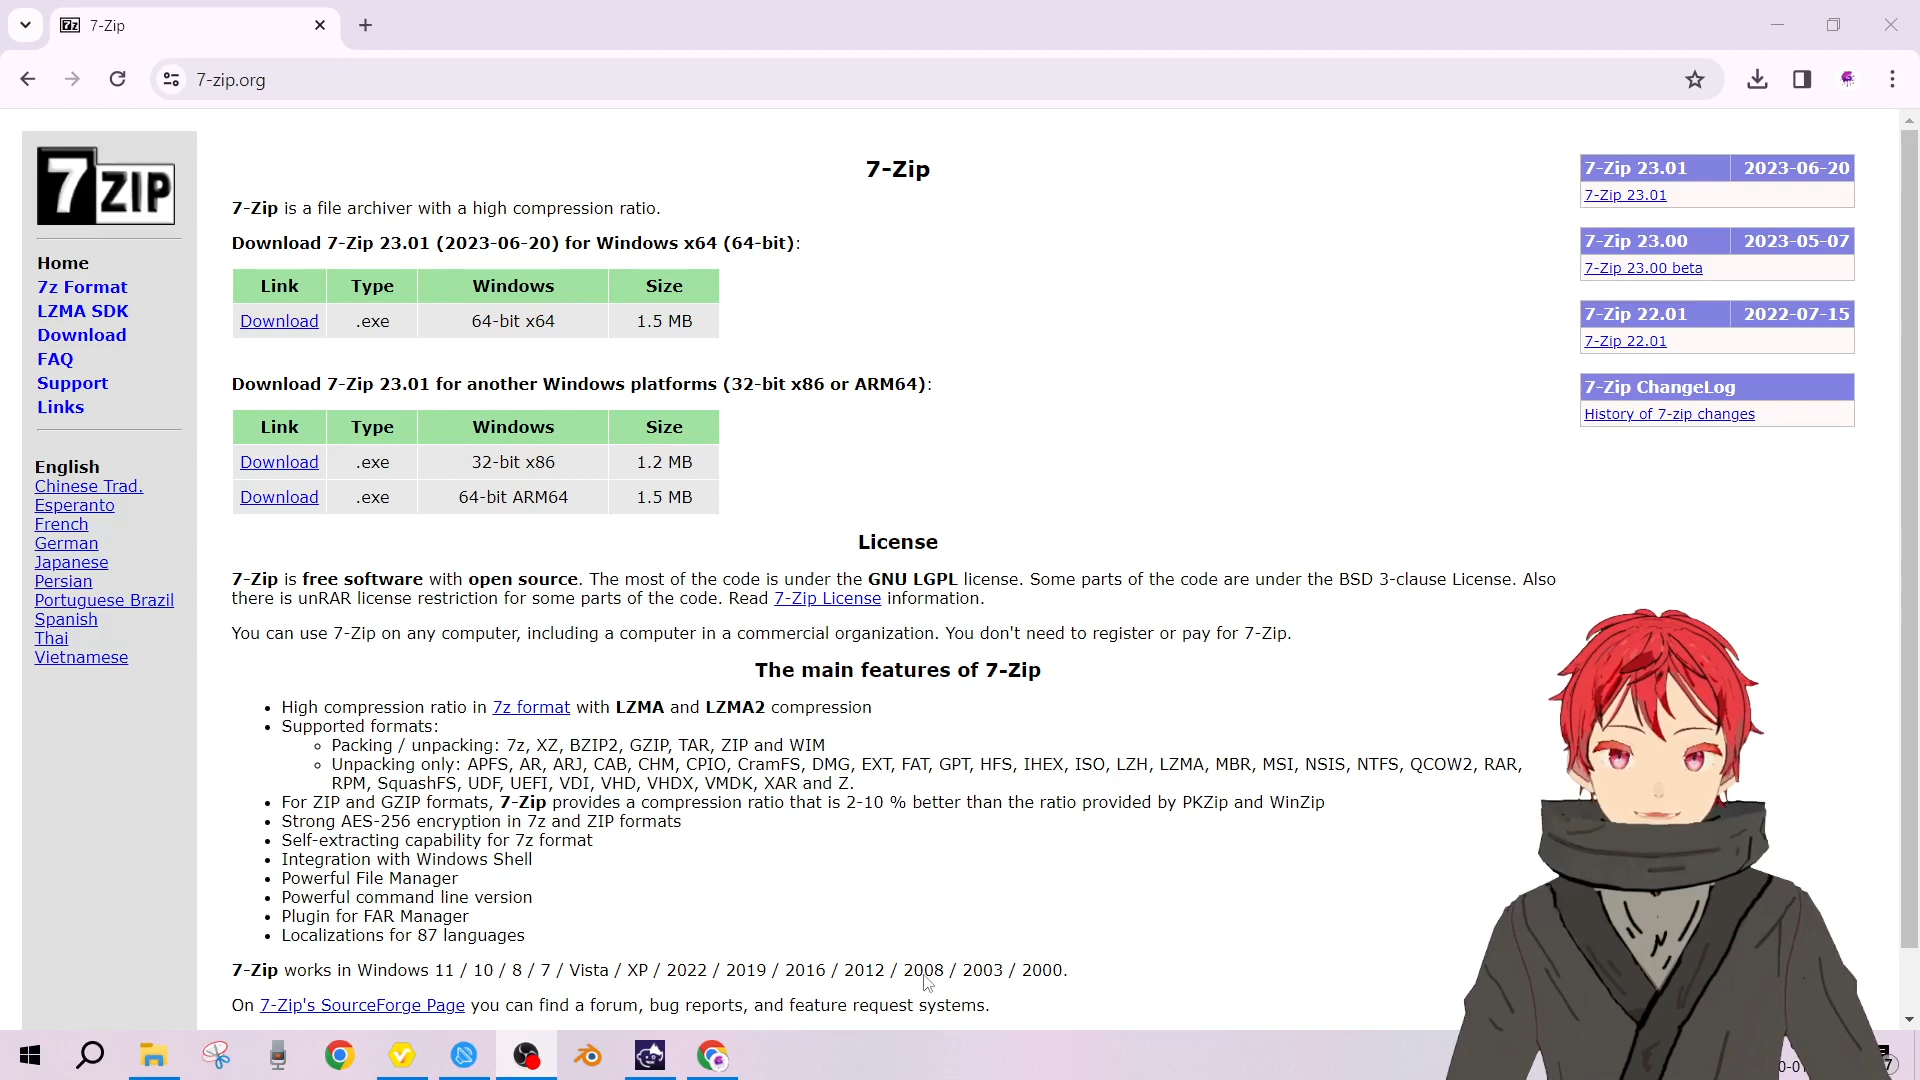 7-Zip
7-zip.org
7 ZIP
Home
7z Format
LZMA SDK
Download
FAQ
Support
Links
English
Chinese Trad.
Esperanto
French
German
Japanese
Persian
Portuguese Brazil
Spanish
Thai
Vietnamese
7-Zip
7-Zip is a file archiver with a high compression ratio.
Download 7-Zip 23.01 (2023-06-20) for Windows x64 (64-bit):
Link Type Windows Size
Download .exe 64-bit x64 1.5 MB
Download 7-Zip 23.01 for another Windows platforms (32-bit x86 or ARM64):
Link Type Windows Size
Download .exe 32-bit x86 1.2 MB
Download .exe 64-bit ARM64 1.5 MB
License
7-Zip is free software with open source. The most of the code is under the GNU LGPL license. Some parts of the code are under the BSD 3-clause License. Also
there is unRAR license restriction for some parts of the code. Read 7-Zip License information.
You can use 7-Zip on any computer, including a computer in a commercial organization. You don't need to register or pay for 7-Zip.
The main features of 7-Zip
• High compression ratio in 7z format with LZMA and LZMA2 compression
• Supported formats:
◦ Packing / unpacking: 7z, XZ, BZIP2, GZIP, TAR, ZIP and WIM
◦ Unpacking only: APFS, AR, ARJ, CAB, CHM, CPIO, CramFS, DMG, EXT, FAT, GPT, HFS, IHEX, ISO, LZH, LZMA, MBR, MSI, NSIS, NTFS, QCOW2, RAR,
RPM, SquashFS, UDF, UEFI, VDI, VHD, VHDX, VMDK, XAR and Z.
• For ZIP and GZIP formats, 7-Zip provides a compression ratio that is 2-10 % better than the ratio provided by PKZip and WinZip
• Strong AES-256 encryption in 7z and ZIP formats
• Self-extracting capability for 7z format
• Integration with Windows Shell
• Powerful File Manager
• Powerful command line version
• Plugin for FAR Manager
• Localizations for 87 languages
7-Zip works in Windows 11 / 10 / 8 / 7 / Vista / XP / 2022 / 2019 / 2016 / 2012 / 2008 / 2003 / 2000.
On 7-Zip's SourceForge Page you can find a forum, bug reports, and feature request systems.
7-Zip 23.01 2023-06-20
7-Zip 23.01
7-Zip 23.00 2023-05-07
7-Zip 23.00 beta
7-Zip 22.01 2022-07-15
7-Zip 22.01
7-Zip ChangeLog
History of 7-zip changes